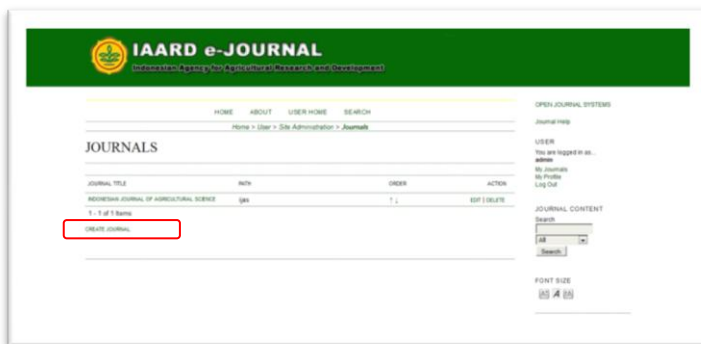 IAARD e-JOURNAL
Indonesian Agency for Agricultural Research and Development
HOME ABOUT USER HOME SEARCH
Home > User > Site Administration > Journals
JOURNALS
JOURNAL TITLE PATH ORDER ACTION
INDONESIAN JOURNAL OF AGRICULTURAL SCIENCE ijas ↑ ↓ EDIT | DELETE
1 - 1 of 1 Items
CREATE JOURNAL
OPEN JOURNAL SYSTEMS
Journal Help
USER
You are logged in as...
admin
My Journals
My Profile
Log Out
JOURNAL CONTENT
Search
All
Search
FONT SIZE
A A A